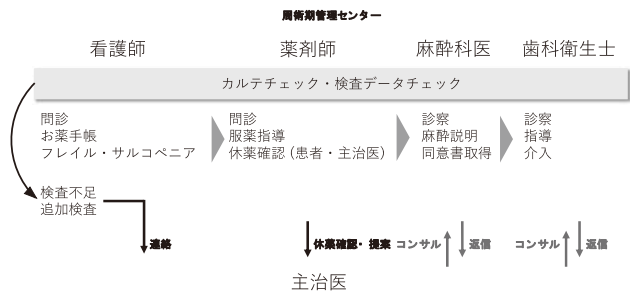 周術期管理センター
看護師 薬剤師 麻酔科医 歯科衛生士
カルテチェック・検査データチェック
問診
お薬手帳
フレイル・サルコペニア
問診
服薬指導
休薬確認（患者・主治医）
診察
麻酔説明
同意書取得
診察
指導
介入
検査不足
追加検査
連絡 休薬確認・提案 コンサル 返信 コンサル 返信
主治医